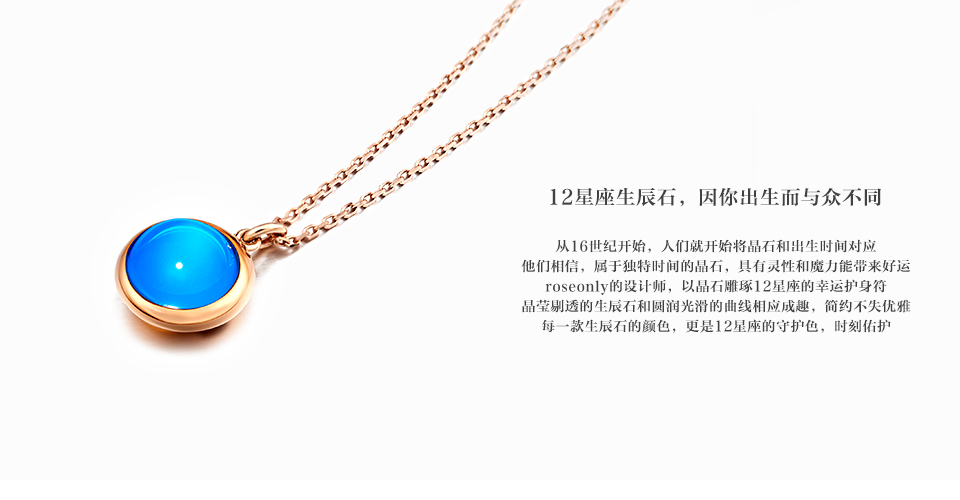 12星座生辰石，因你出生而与众不同
从16世纪开始，人们就开始将晶石和出生时间对应
他们相信，属于独特时间的晶石，具有灵性和魔力能带来好运
roseonly的设计师，以晶石雕琢12星座的幸运护身符
晶莹剔透的生辰石和圆润光滑的曲线相应成趣，简约不失优雅
每一款生辰石的颜色，更是12星座的守护色，时刻佑护